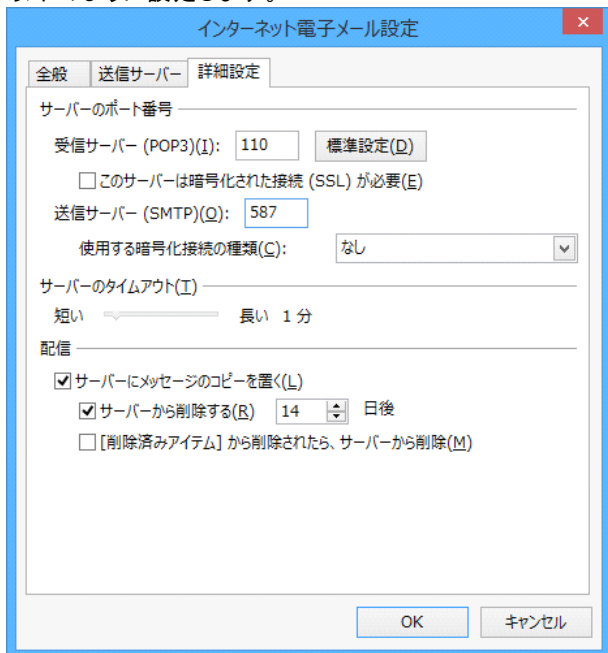 インターネット電子メール設定
全般 送信サーバー 詳細設定
サーバーのポート番号
受信サーバー (POP3)(I): 110 標準設定(D)
このサーバーは暗号化された接続 (SSL) が必要(E)
送信サーバー (SMTP)(O): 587
使用する暗号化接続の種類(C): なし
サーバーのタイムアウト(T)
短い 長い 1 分
配信
サーバーにメッセージのコピーを置く(L)
サーバーから削除する(R) 14 日後
[削除済みアイテム] から削除されたら、サーバーから削除(M)
OK キャンセル